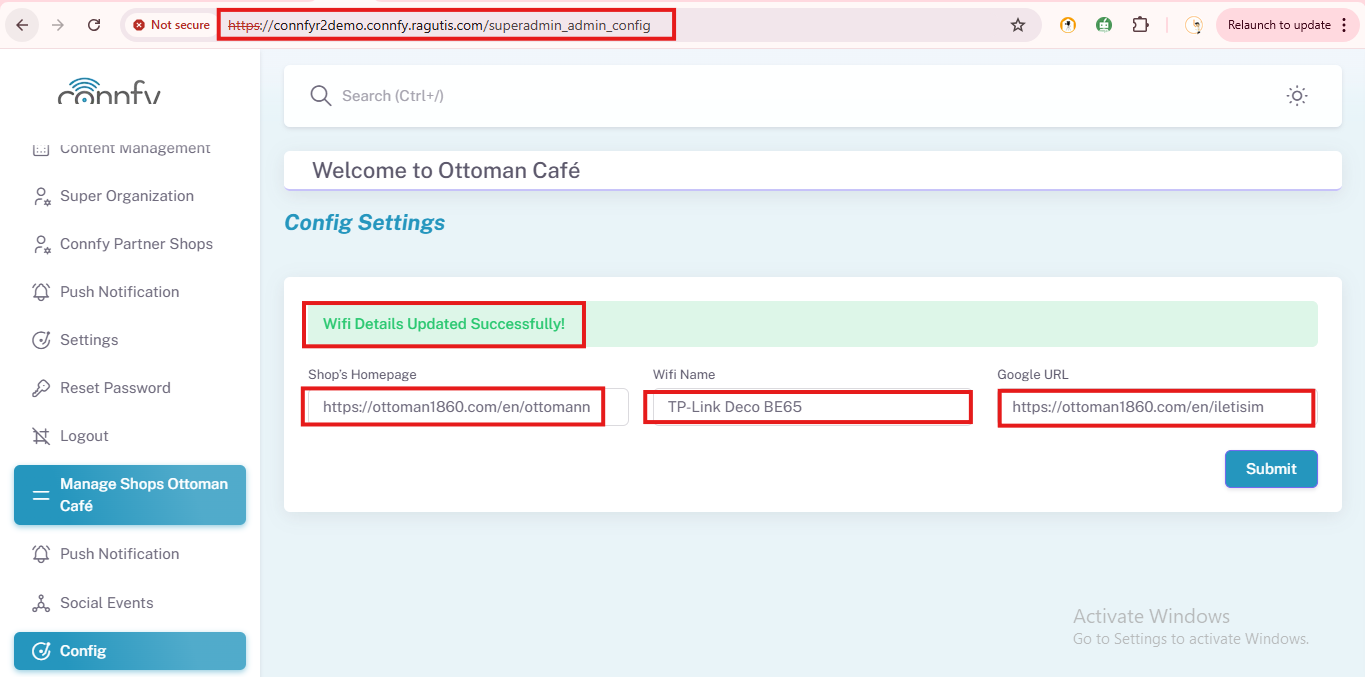 Not secure
https://connfyr2demo.connfy.ragutis.com/superadmin_admin_config
Relaunch to update
connfy
Search (Ctrl+/)
Content Management
Super Organization
Connfy Partner Shops
Push Notification
Settings
Reset Password
Logout
Manage Shops Ottoman
Café
Push Notification
Social Events
Config
Welcome to Ottoman Café
Config Settings
Wifi Details Updated Successfully!
Shop's Homepage
https://ottoman1860.com/en/ottomann
Wifi Name
TP-Link Deco BE65
Google URL
https://ottoman1860.com/en/iletisim
Submit
Activate Windows
Go to Settings to activate Windows.